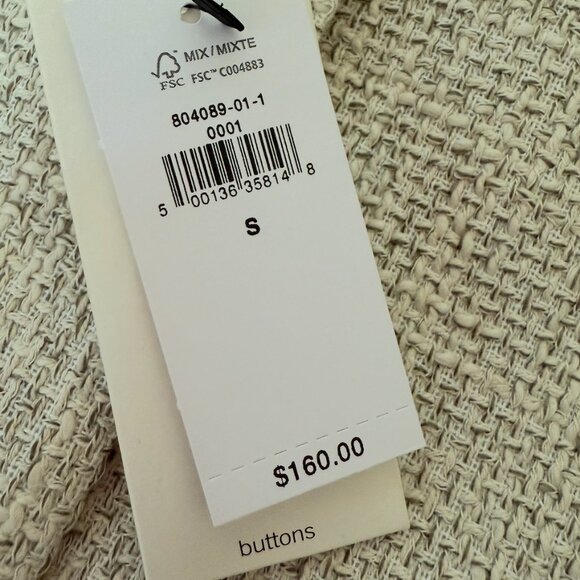 MIX/MIXTE
FSC FSC™ C004883
804089-01-1
0001
5 00136 35814 8
S
$160.00
buttons